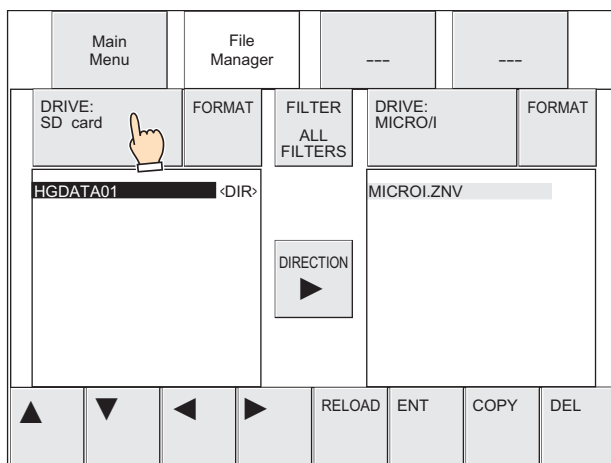 Main
Menu
File
Manager
---
---
DRIVE:
SD card
FORMAT
FILTER
ALL
FILTERS
DRIVE:
MICRO/I
FORMAT
HGDATA01 <DIR>
MICROI.ZNV
DIRECTION
▶
▲ ▼ ◀ ▶ RELOAD ENT COPY DEL